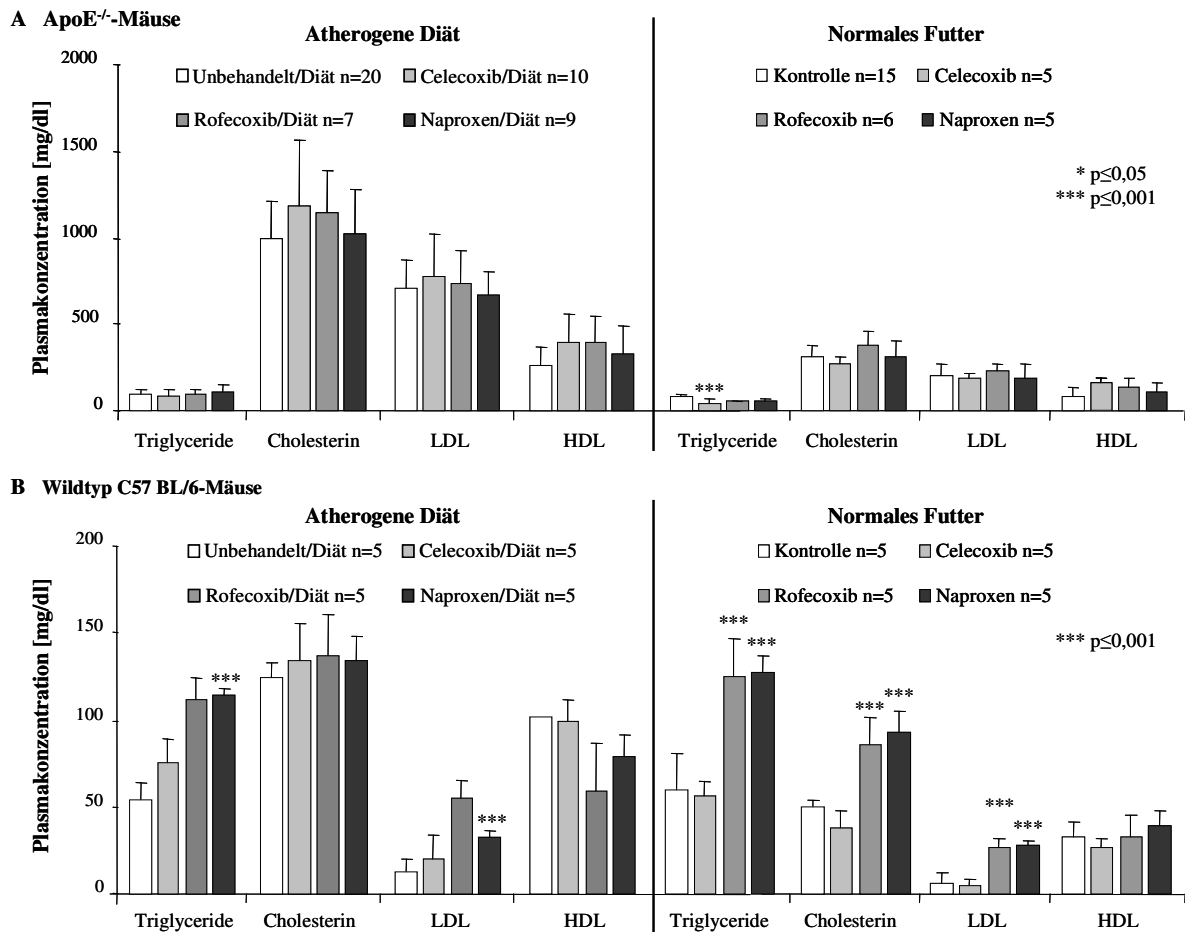 A ApoE-/--Mäuse
Atherogene Diät
Normales Futter
Plasmakonzentration [mg/dl]
2000
1500
1000
500
0
Unbehandelt/Diät n=20
Celecoxib/Diät n=10
Rofecoxib/Diät n=7
Naproxen/Diät n=9
Kontrolle n=15
Celecoxib n=5
Rofecoxib n=6
Naproxen n=5
* p≤0,05
*** p≤0,001
***
Triglyceride Cholesterin LDL HDL
Triglyceride Cholesterin LDL HDL
B Wildtyp C57 BL/6-Mäuse
Atherogene Diät
Normales Futter
Plasmakonzentration [mg/dl]
200
150
100
50
0
Unbehandelt/Diät n=5
Celecoxib/Diät n=5
Rofecoxib/Diät n=5
Naproxen/Diät n=5
Kontrolle n=5
Celecoxib n=5
Rofecoxib n=5
Naproxen n=5
*** p≤0,001
***
***
***
***
***
***
***
***
Triglyceride Cholesterin LDL HDL
Triglyceride Cholesterin LDL HDL